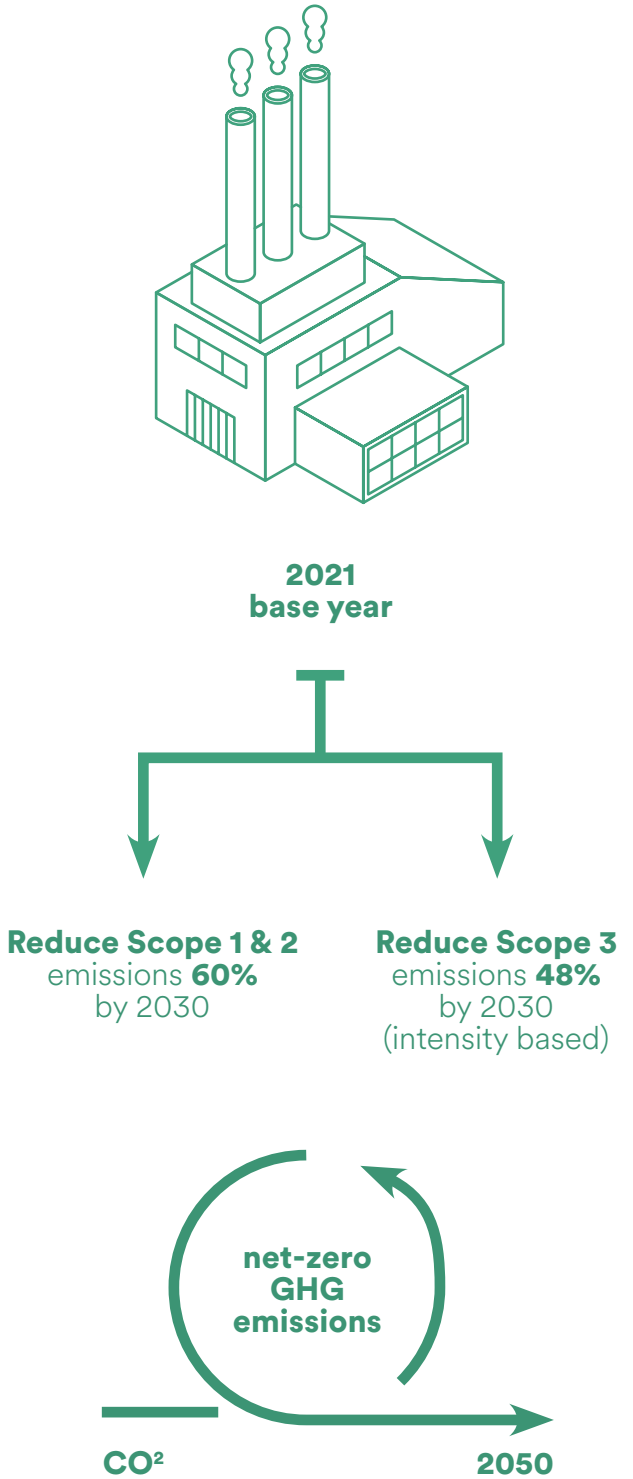 2021
base year
Reduce Scope 1 & 2
emissions 60%
by 2030
Reduce Scope 3
emissions 48%
by 2030
(intensity based)
net-zero
GHG
emissions
CO²
2050